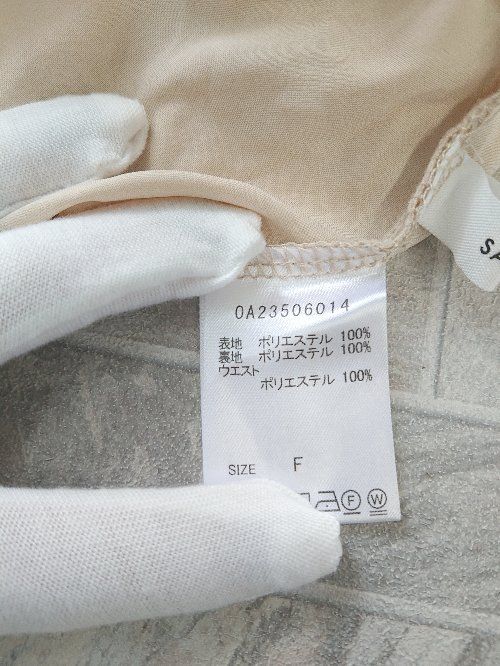 0A23506014
表地 ポリエステル 100%
裏地 ポリエステル 100%
ウエスト
ポリエステル 100%
SIZE F
F W